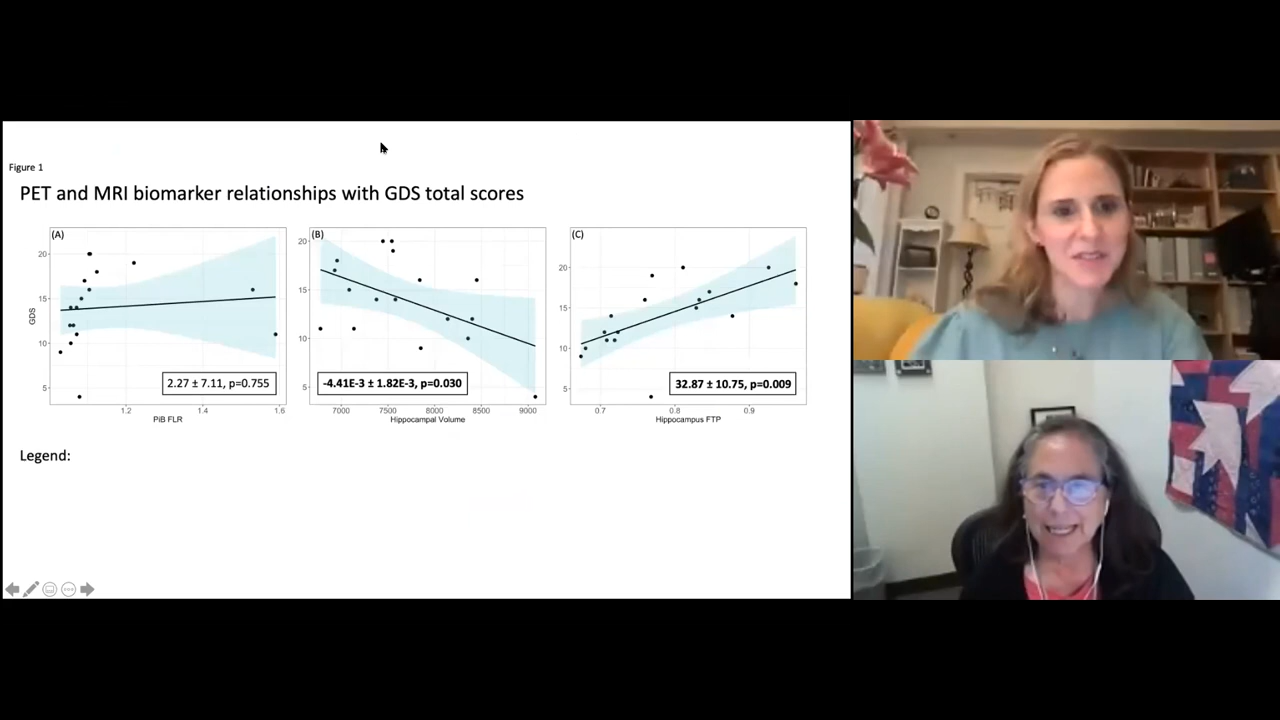 Figure 1
PET and MRI biomarker relationships with GDS total scores
(A)
20
15
10
5
GDS
2.27 ± 7.11, p=0.755
1.2
1.4
1.6
PiB FLR
(B)
20
15
10
5
-4.41E-3 ± 1.82E-3, p=0.030
7000
7500
8000
8500
9000
Hippocampal Volume
(C)
20
15
10
5
32.87 ± 10.75, p=0.009
0.7
0.8
0.9
Hippocampus FTP
Legend: